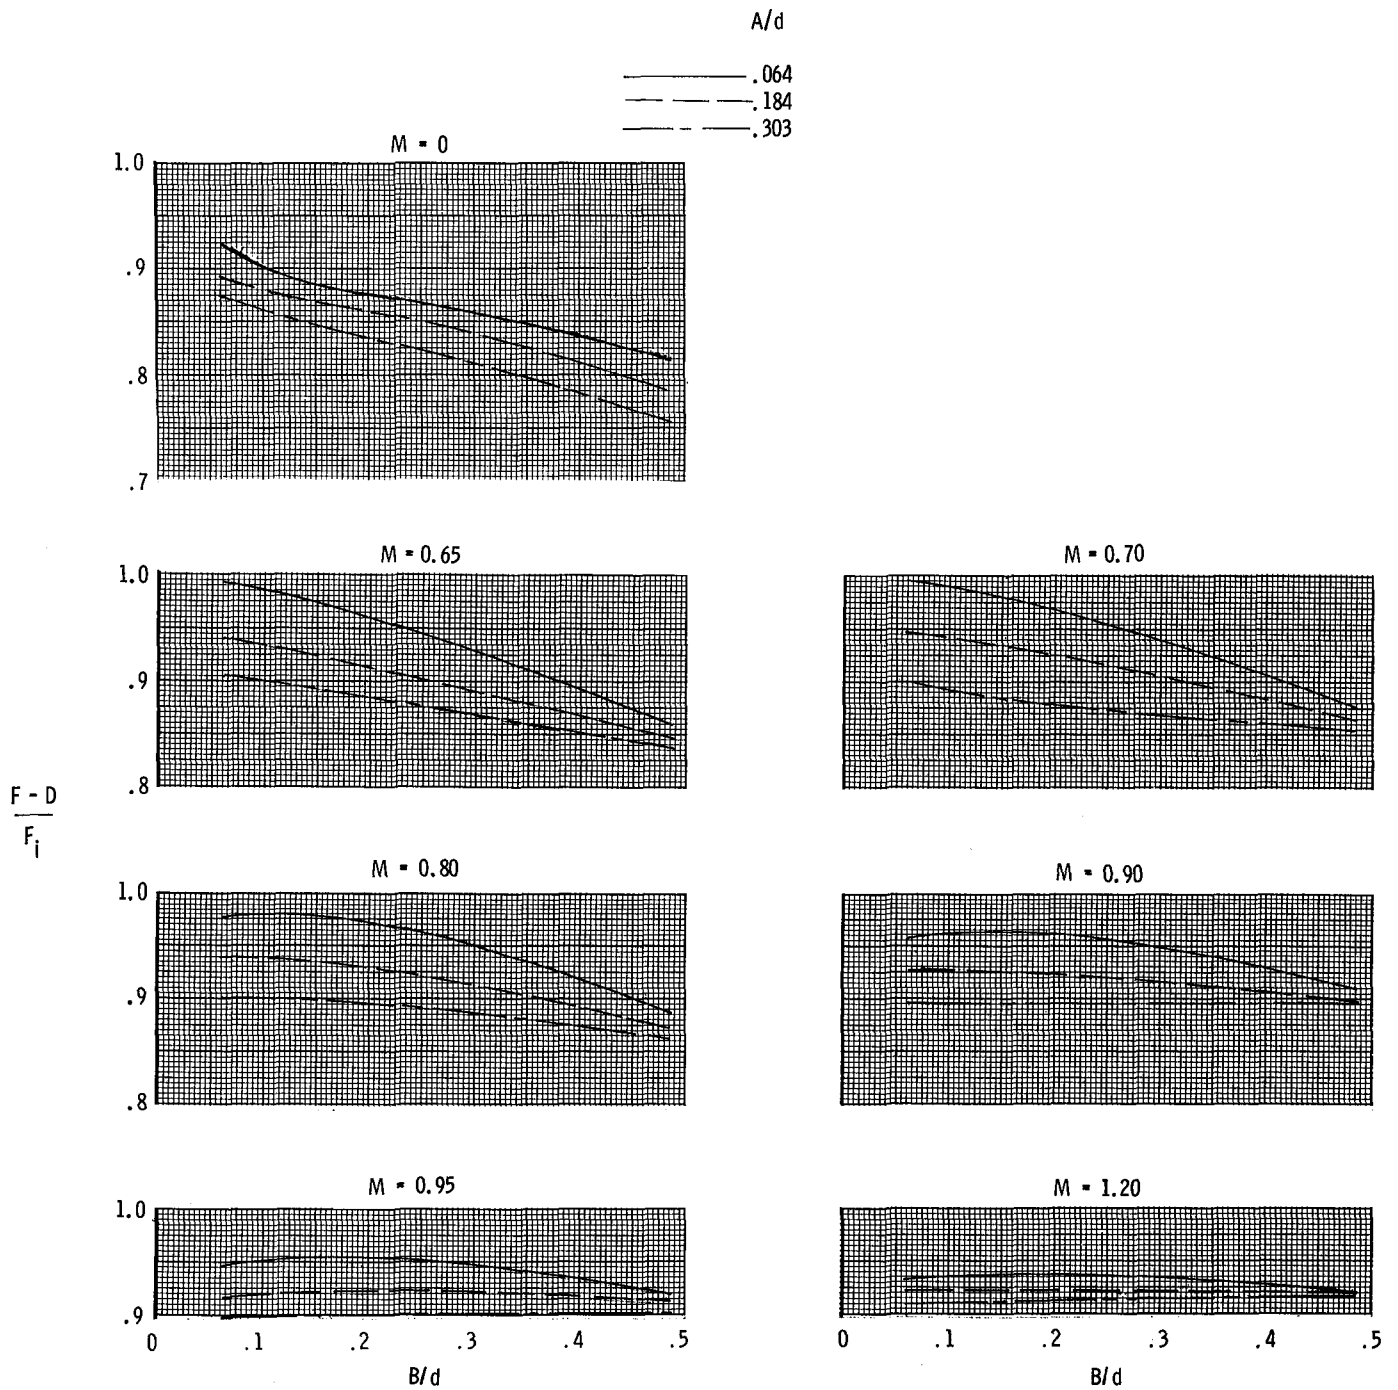 A/d
.064
.184
.303
M = 0
1.0
.9
.8
.7
M = 0.65
M = 0.70
1.0
.9
.8
F - D
Fi
M = 0.80
M = 0.90
1.0
.9
.8
M = 0.95
M = 1.20
1.0
.9
0 .1 .2 .3 .4 .5
0 .1 .2 .3 .4 .5
B/d
B/d